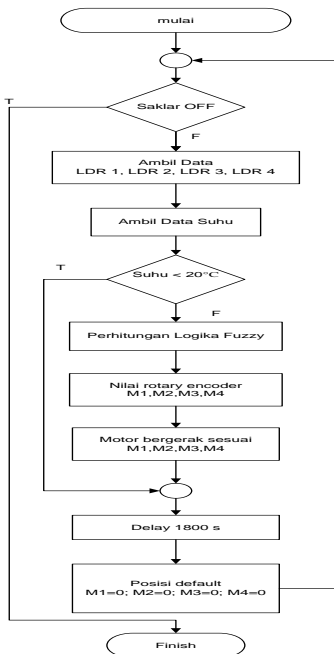 mulai
T
Saklar OFF
F
Ambil Data
LDR 1, LDR 2, LDR 3, LDR 4
Ambil Data Suhu
T
Suhu < 20°C
F
Perhitungan Logika Fuzzy
Nilai rotary encoder
M1,M2,M3,M4
Motor bergerak sesuai
M1,M2,M3,M4
Delay 1800 s
Posisi default
M1=0; M2=0; M3=0; M4=0
Finish